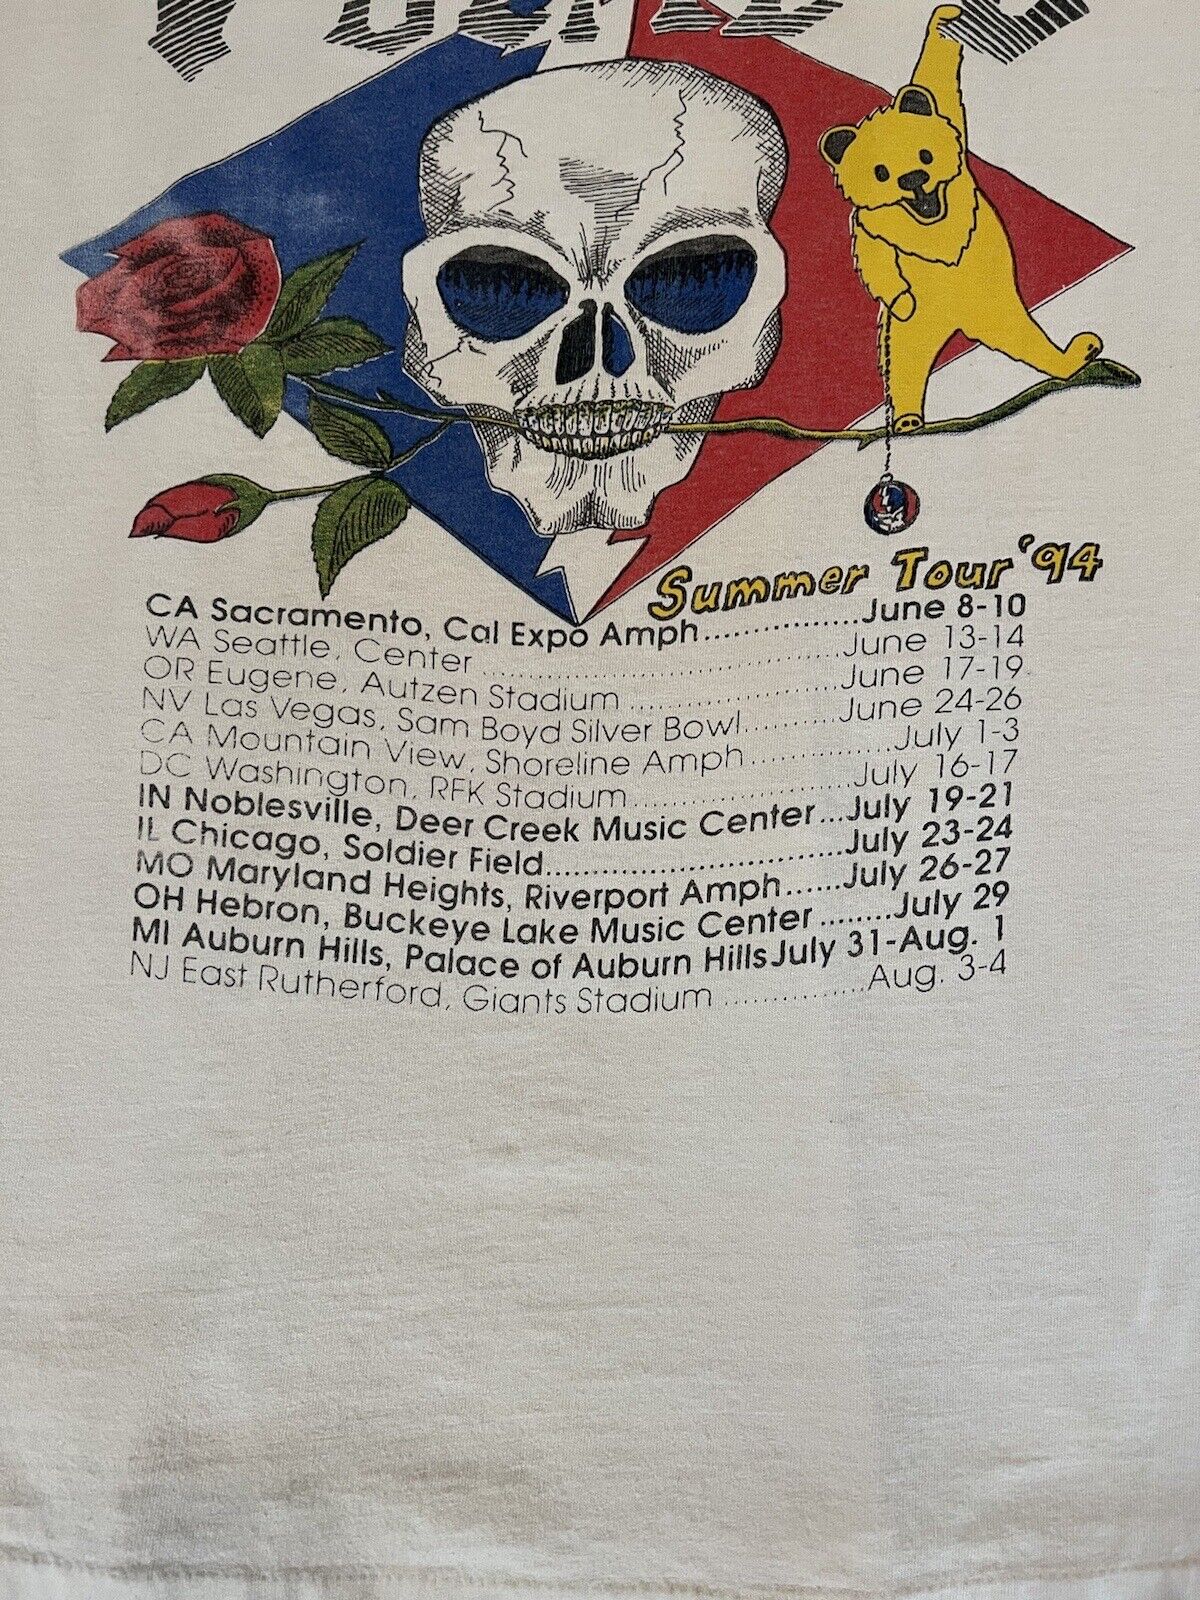 Summer Tour '94
CA Sacramento, Cal Expo Amph................June 8-10
WA Seattle, Center ..........................................June 13-14
OR Eugene, Autzen Stadium ........................June 17-19
NV Las Vegas, Sam Boyd Silver Bowl..........June 24-26
CA Mountain View, Shoreline Amph...............July 1-3
DC Washington, RFK Stadium.........................July 16-17
IN Noblesville, Deer Creek Music Center...July 19-21
IL Chicago, Soldier Field..................................July 23-24
MO Maryland Heights, Riverport Amph......July 26-27
OH Hebron, Buckeye Lake Music Center ........July 29
MI Auburn Hills, Palace of Auburn Hills July 31-Aug. 1
NJ East Rutherford, Giants Stadium ...............Aug. 3-4